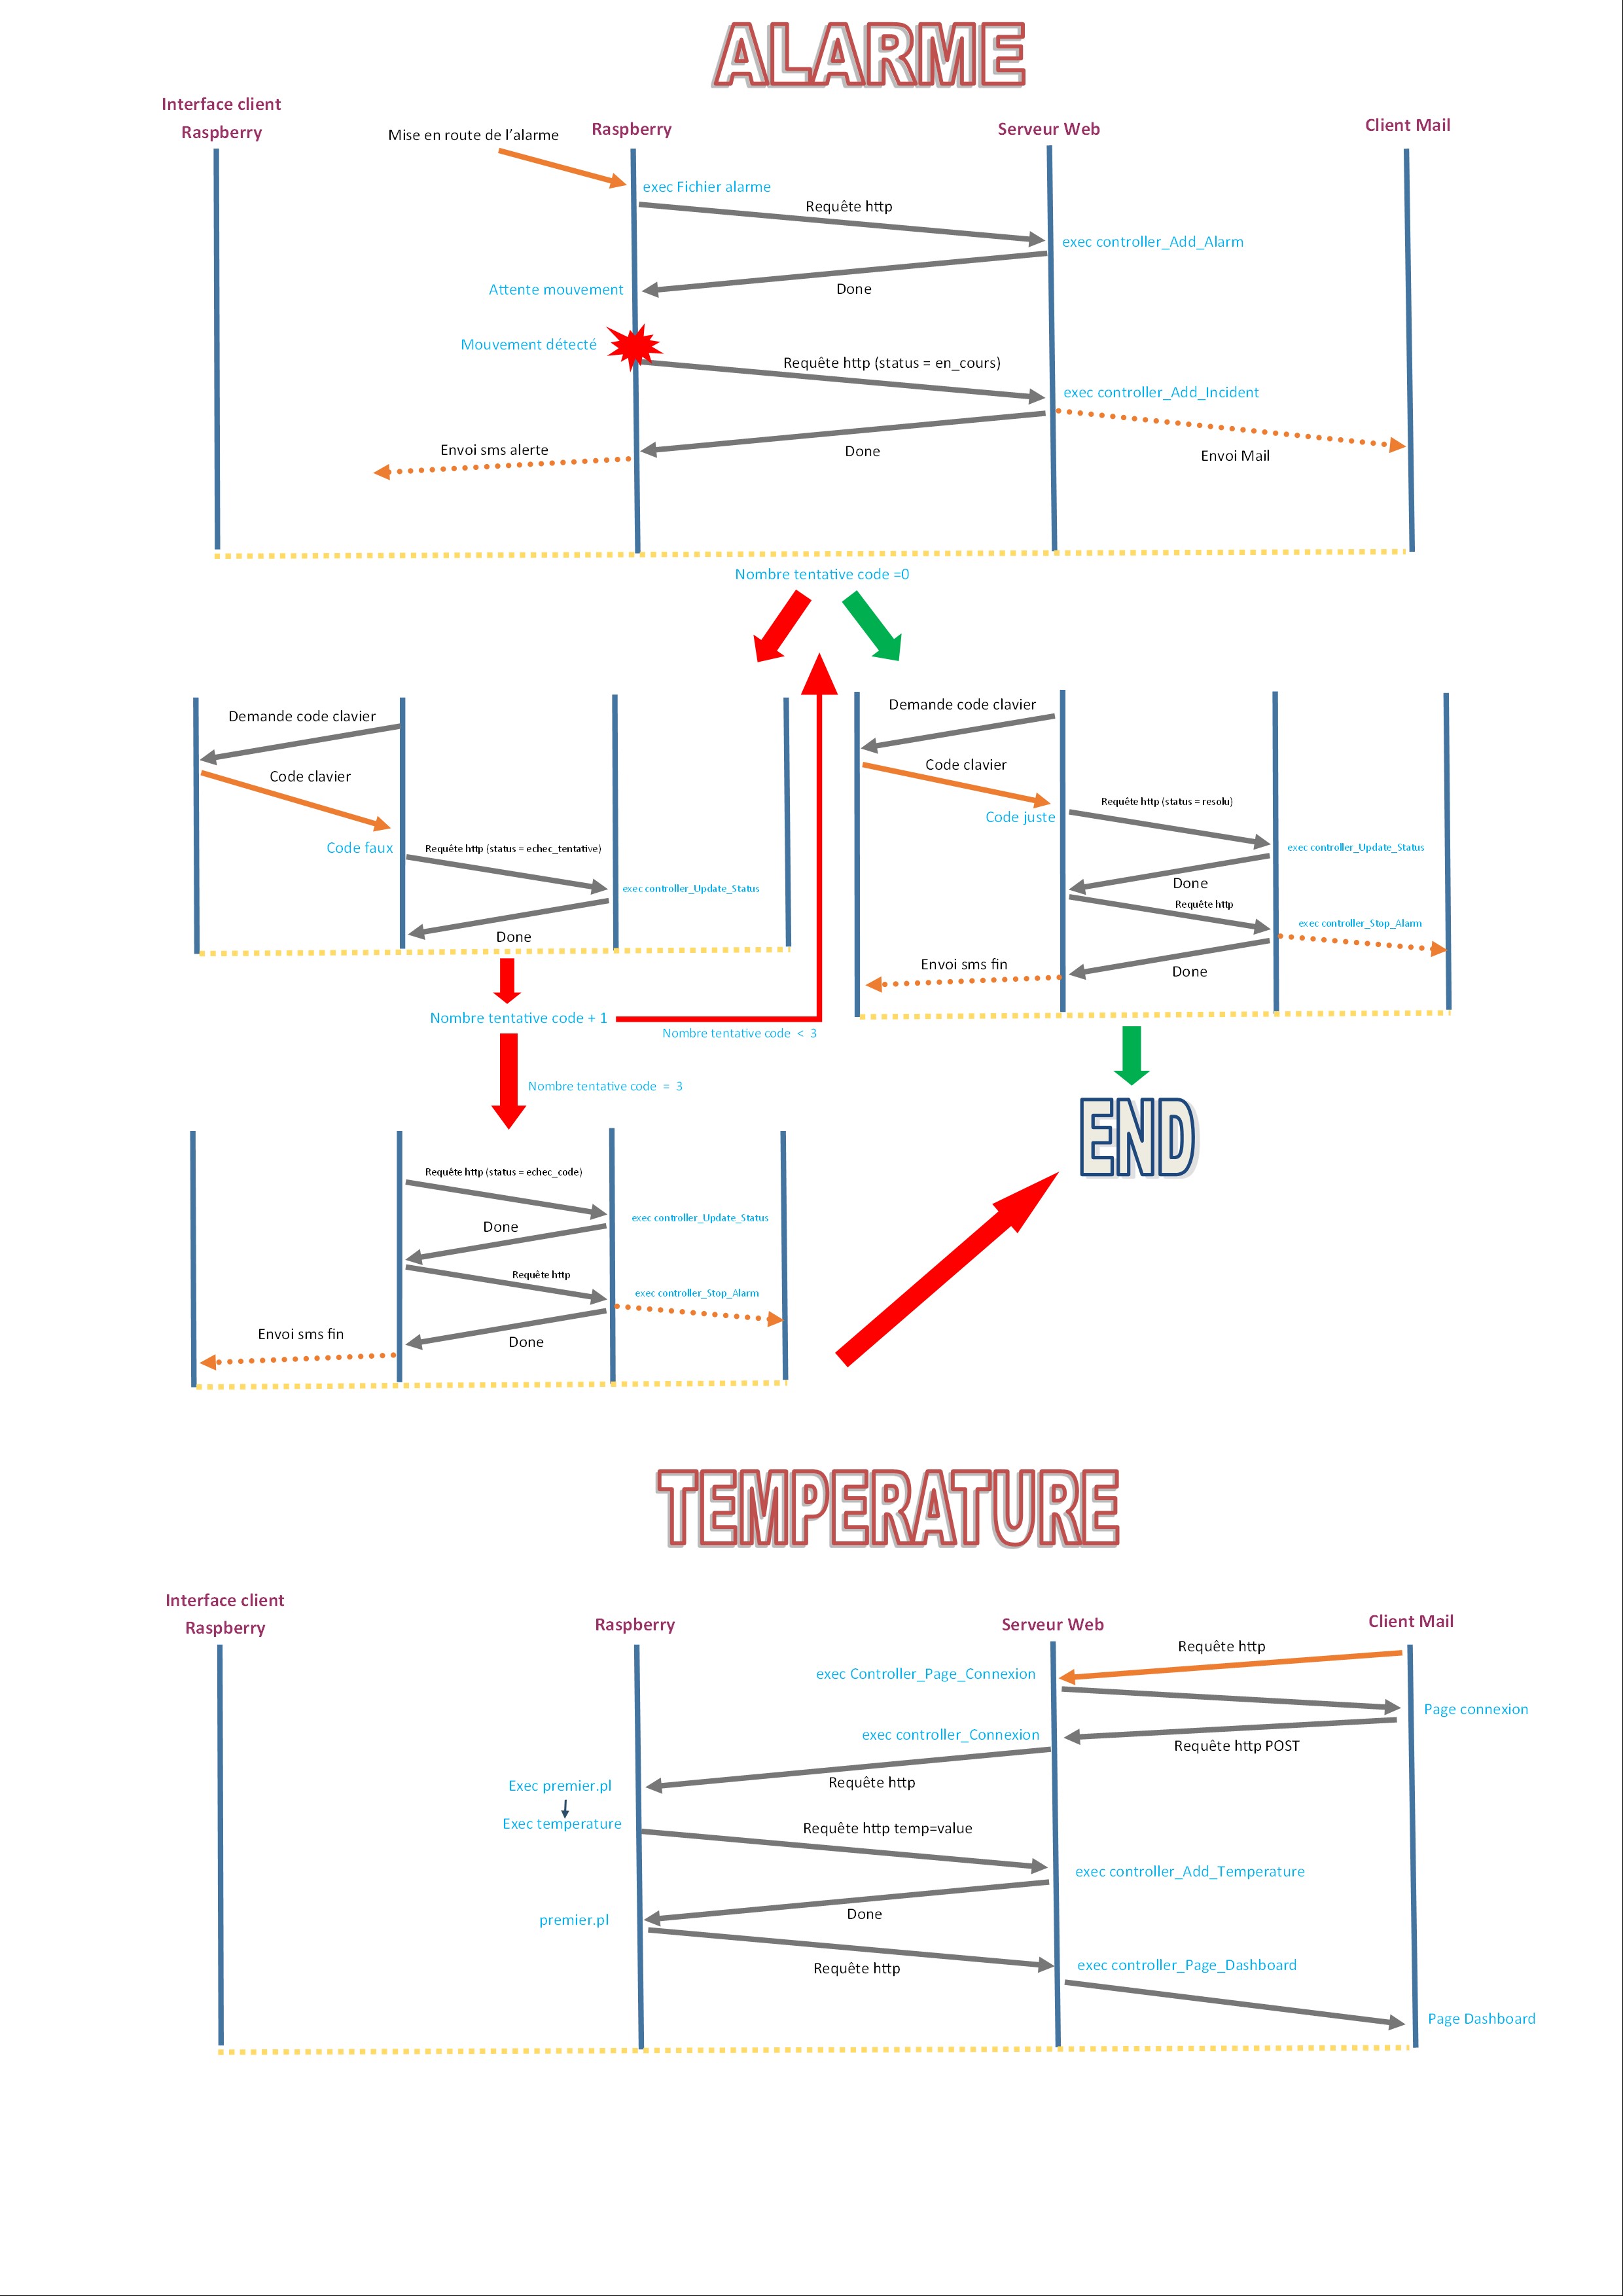 ALARME
Interface client
Raspberry
Mise en route de l’alarme
Raspberry
Serveur Web
Client Mail
exec Fichier alarme
Requête http
exec controller_Add_Alarm
Attente mouvement
Done
Mouvement détecté
Requête http (status = en_cours)
exec controller_Add_Incident
Envoi sms alerte
Done
Envoi Mail
Nombre tentative code =0
Demande code clavier
Code clavier
Code faux
Requête http (status = echec_tentative)
exec controller_Update_Status
Done
Nombre tentative code + 1
Nombre tentative code < 3
Nombre tentative code = 3
Demande code clavier
Code clavier
Code juste
Requête http (status = resolu)
exec controller_Update_Status
Done
Requête http
exec controller_Stop_Alarm
Envoi sms fin
Done
END
Requête http (status = echec_code)
exec controller_Update_Status
Done
Requête http
exec controller_Stop_Alarm
Envoi sms fin
Done
TEMPERATURE
Interface client
Raspberry
Raspberry
Serveur Web
Client Mail
Requête http
exec Controller_Page_Connexion
Page connexion
exec controller_Connexion
Requête http POST
Requête http
Exec premier.pl
Exec temperature
Requête http temp=value
exec controller_Add_Temperature
Done
premier.pl
Requête http
exec controller_Page_Dashboard
Page Dashboard